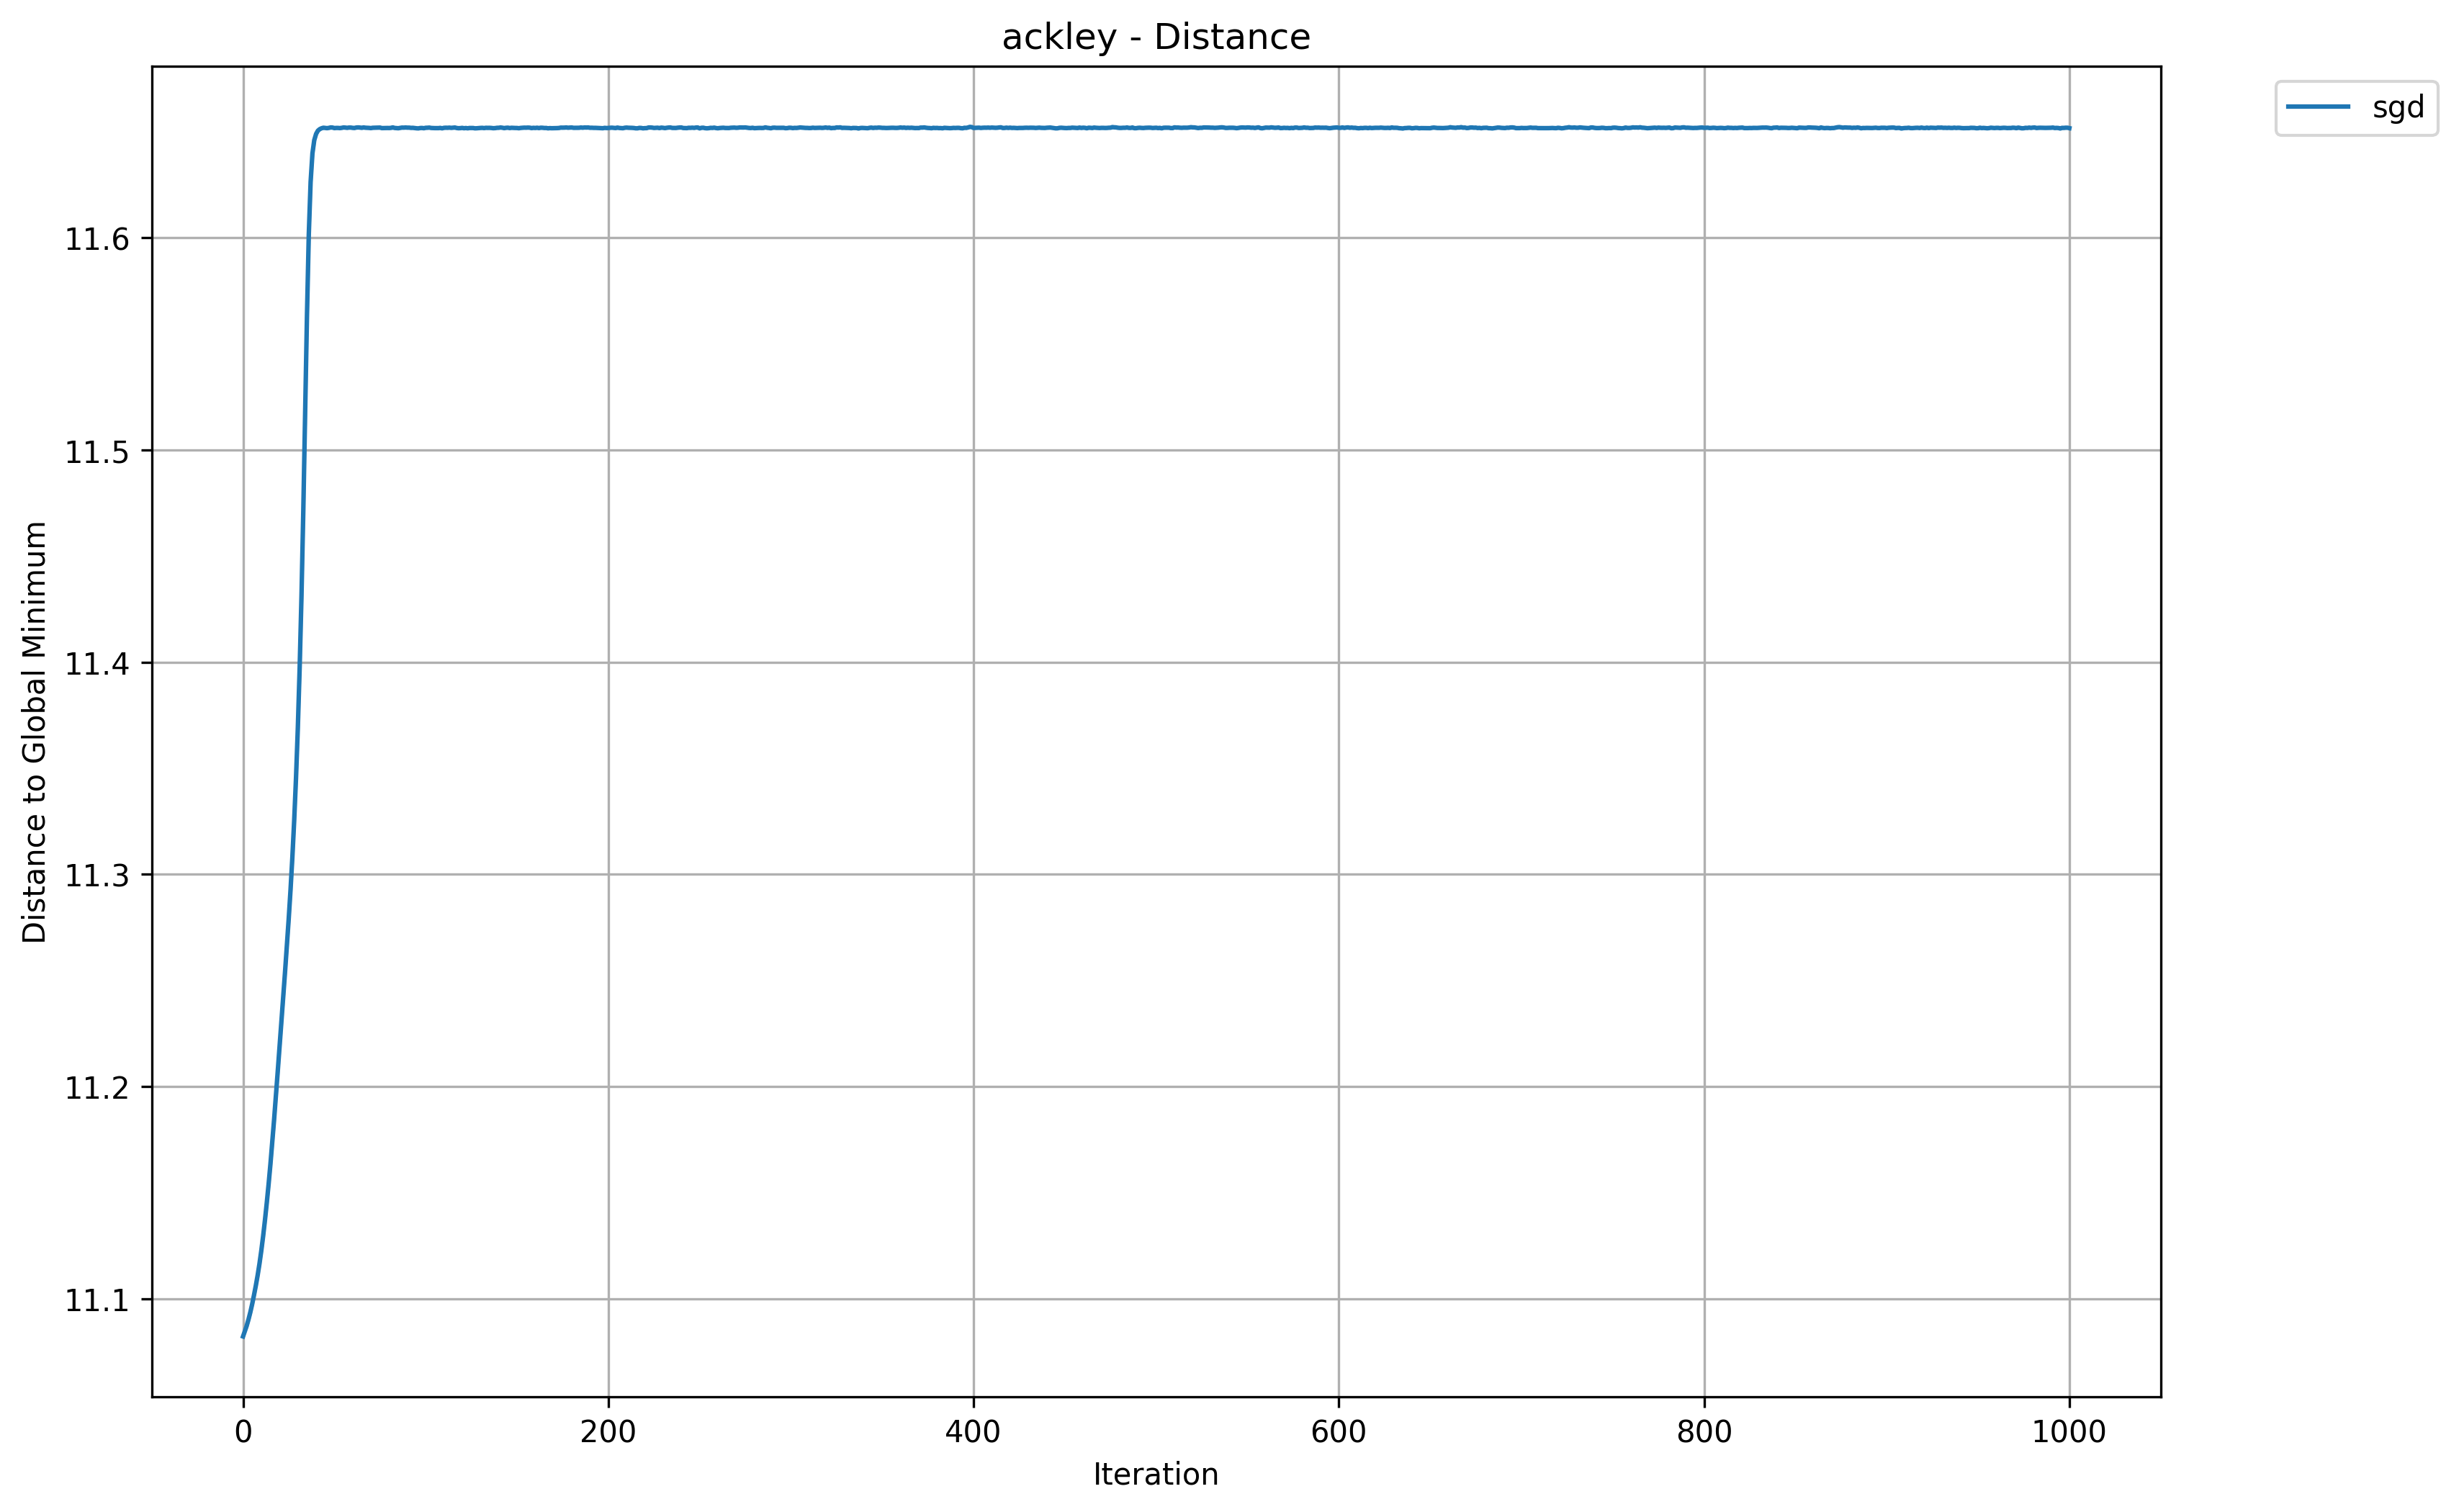 ackley - Distance
sgd
Distance to Global Minimum
11.6
11.5
11.4
11.3
11.2
11.1
0 200 400 600 800 1000
Iteration